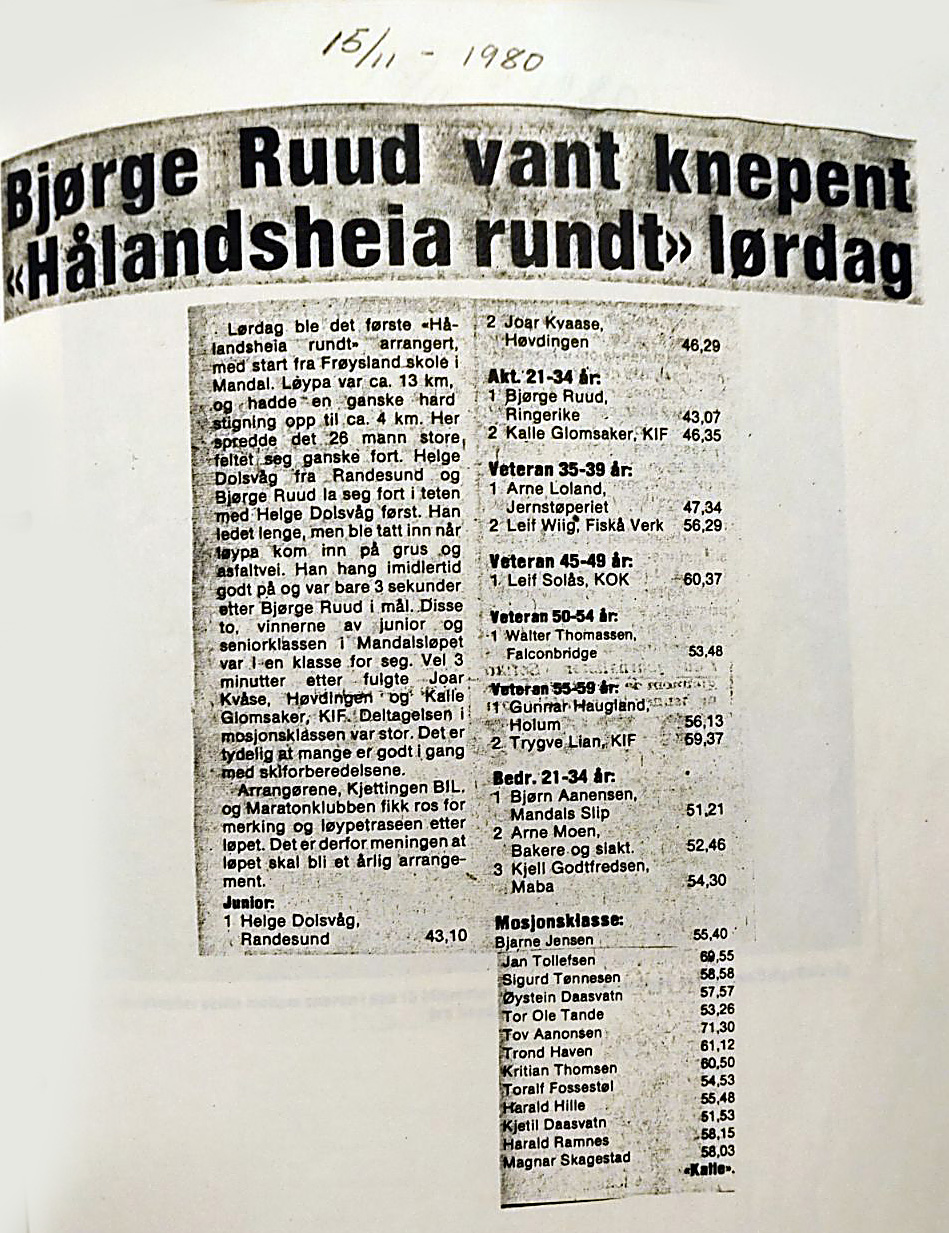 15/11 - 1980
Bjørge Ruud vant knepent
«Hålandsheia rundt» lørdag
Lørdag ble det første «Hå-
landsheia rundt» arrangert,
med start fra Frøysland skole i
Mandal. Løypa var ca. 13 km,
og hadde en ganske hard
stigning opp til ca. 4 km. Her
spredde det 26 mann store
feltet seg ganske fort. Helge
Dolsvåg fra Randesund og
Bjørge Ruud la seg fort i teten
med Helge Dolsvåg først. Han
ledet lenge, men ble tatt inn når
løypa kom inn på grus og
asfaltvei. Han hang imidlertid
godt på og var bare 3 sekunder
etter Bjørge Ruud i mål. Disse
to, vinnerne av junior og
seniorklassen i Mandalsløpet
var i en klasse for seg. Vel 3
minutter etter fulgte Joar
Kvåse, Høvdingen og Kalle
Glomsaker, KIF. Deltagelsen i
mosjonsklassen var stor. Det er
tydelig at mange er godt i gang
med skiforberedelsene.
Arrangørene, Kjettingen BIL,
og Maratonklubben fikk ros for
merking og løypetraseen etter
løpet. Det er derfor meningen at
løpet skal bli et årlig arrange-
ment.
Junior:
1 Helge Dolsvåg,
Randesund 43,10
2 Joar Kvaase,
Høvdingen 46,29
Akt. 21-34 år:
1 Bjørge Ruud,
Ringerike 43,07
2 Kalle Glomsaker, KIF 46,35
Veteran 35-39 år:
1 Arne Loland,
Jernstøperiet 47,34
2 Leif Wiig, Fiskå Verk 56,29
Veteran 45-49 år:
1 Leif Solås, KOK 60,37
Veteran 50-54 år:
1 Walter Thomassen,
Falconbridge 53,48
Veteran 55-59 år:
1 Gunnar Haugland,
Holum 56,13
2 Trygve Lian, KIF 59,37
Bedr. 21-34 år:
1 Bjørn Aanensen,
Mandals Slip 51,21
2 Arne Moen,
Bakere og slakt. 52,46
3 Kjell Godtfredsen,
Maba 54,30
Mosjonsklasse:
Bjarne Jensen 55,40
Jan Tollefsen 69,55
Sigurd Tønnesen 58,58
Øystein Daasvatn 57,57
Tor Ole Tande 53,26
Tov Aanonsen 71,30
Trond Haven 61,12
Kritian Thomsen 60,50
Toralf Fossestøl 54,53
Harald Hille 55,48
Kjetil Daasvatn 51,53
Harald Ramnes 58,15
Magnar Skagestad 58,03
«Kalle».